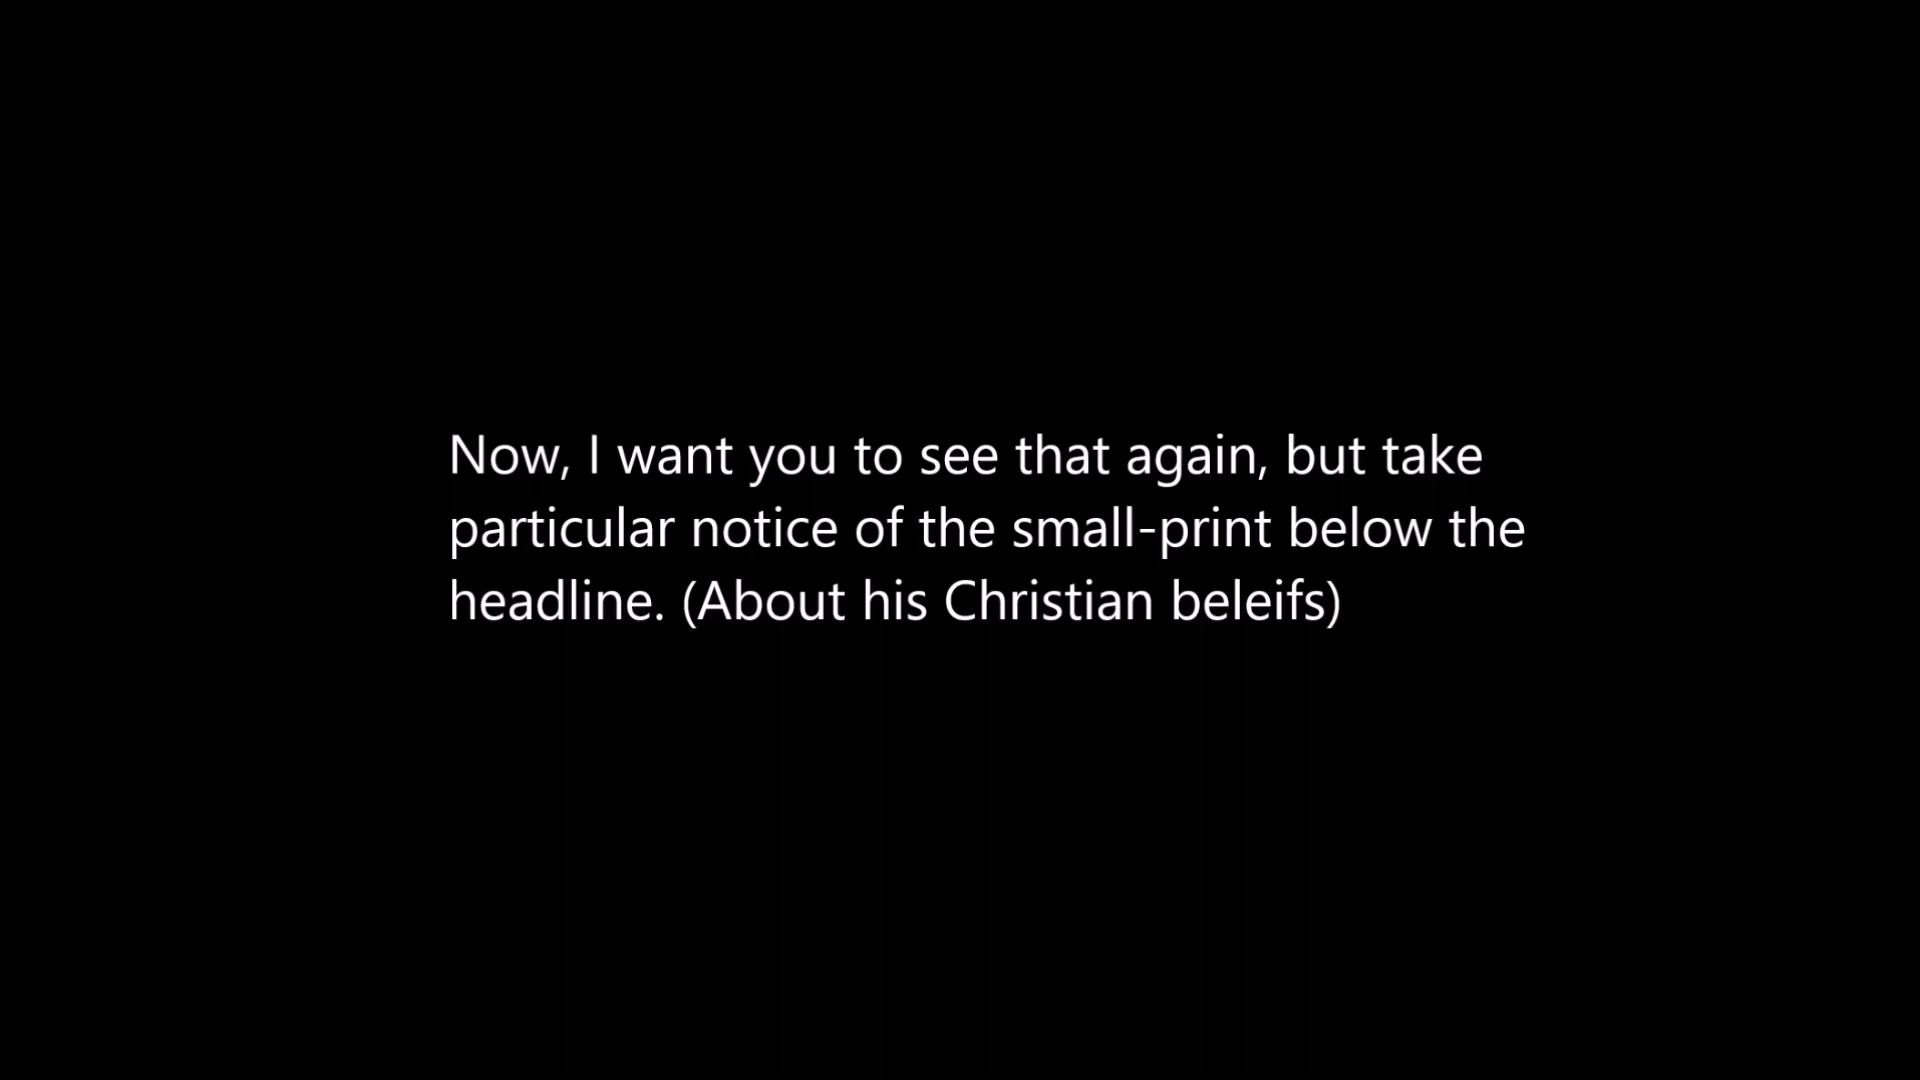 Now, I want you to see that again, but take
particular notice of the small-print below the
headline. (About his Christian beleifs)